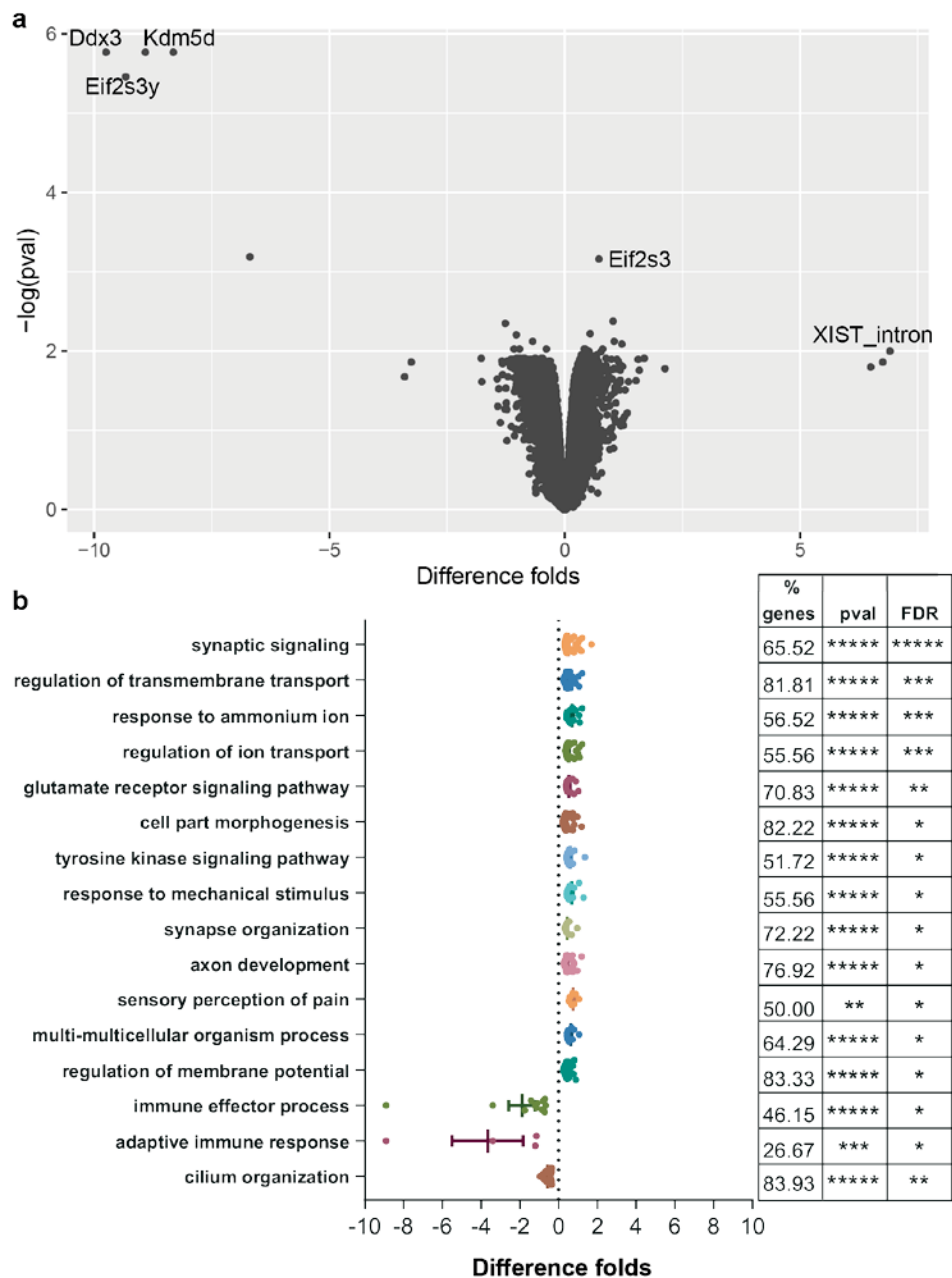 a
6
Ddx3 Kdm5d
Eif2s3y
4
Eif2s3
XIST_intron
2
0
−log(pval)
−10 −5 0 5
Difference folds
b
% genes pval FDR
synaptic signaling 65.52 ***** *****
regulation of transmembrane transport 81.81 ***** ***
response to ammonium ion 56.52 ***** ***
regulation of ion transport 55.56 ***** ***
glutamate receptor signaling pathway 70.83 ***** **
cell part morphogenesis 82.22 ***** *
tyrosine kinase signaling pathway 51.72 ***** *
response to mechanical stimulus 55.56 ***** *
synapse organization 72.22 ***** *
axon development 76.92 ***** *
sensory perception of pain 50.00 ** *
multi-multicellular organism process 64.29 ***** *
regulation of membrane potential 83.33 ***** *
immune effector process 46.15 ***** *
adaptive immune response 26.67 *** *
cilium organization 83.93 ***** **
-10 -8 -6 -4 -2 0 2 4 6 8 10
Difference folds